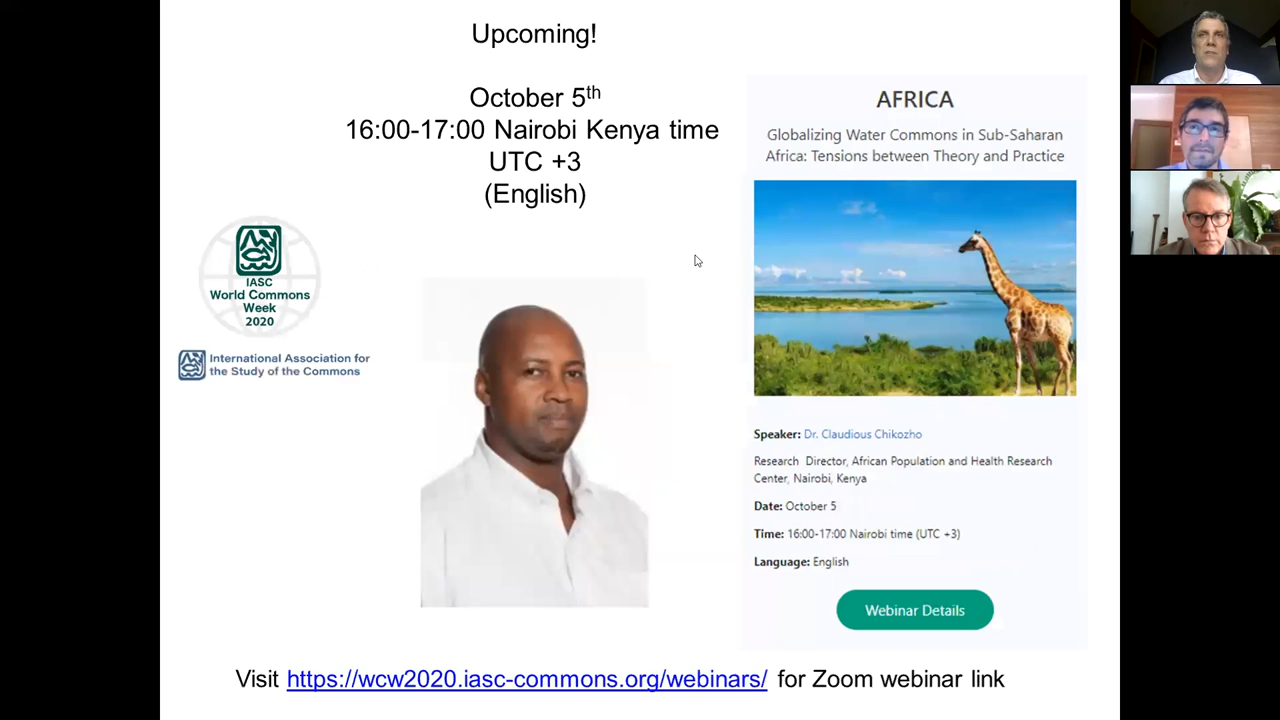 Upcoming!
October 5th
16:00-17:00 Nairobi Kenya time
UTC +3
(English)
IASC
World Commons
Week
2020
International Association for
the Study of the Commons
AFRICA
Globalizing Water Commons in Sub-Saharan
Africa: Tensions between Theory and Practice
Speaker: Dr. Claudious Chikozho
Research Director, African Population and Health Research
Center, Nairobi, Kenya
Date: October 5
Time: 16:00-17:00 Nairobi time (UTC +3)
Language: English
Webinar Details
Visit https://wcw2020.iasc-commons.org/webinars/ for Zoom webinar link